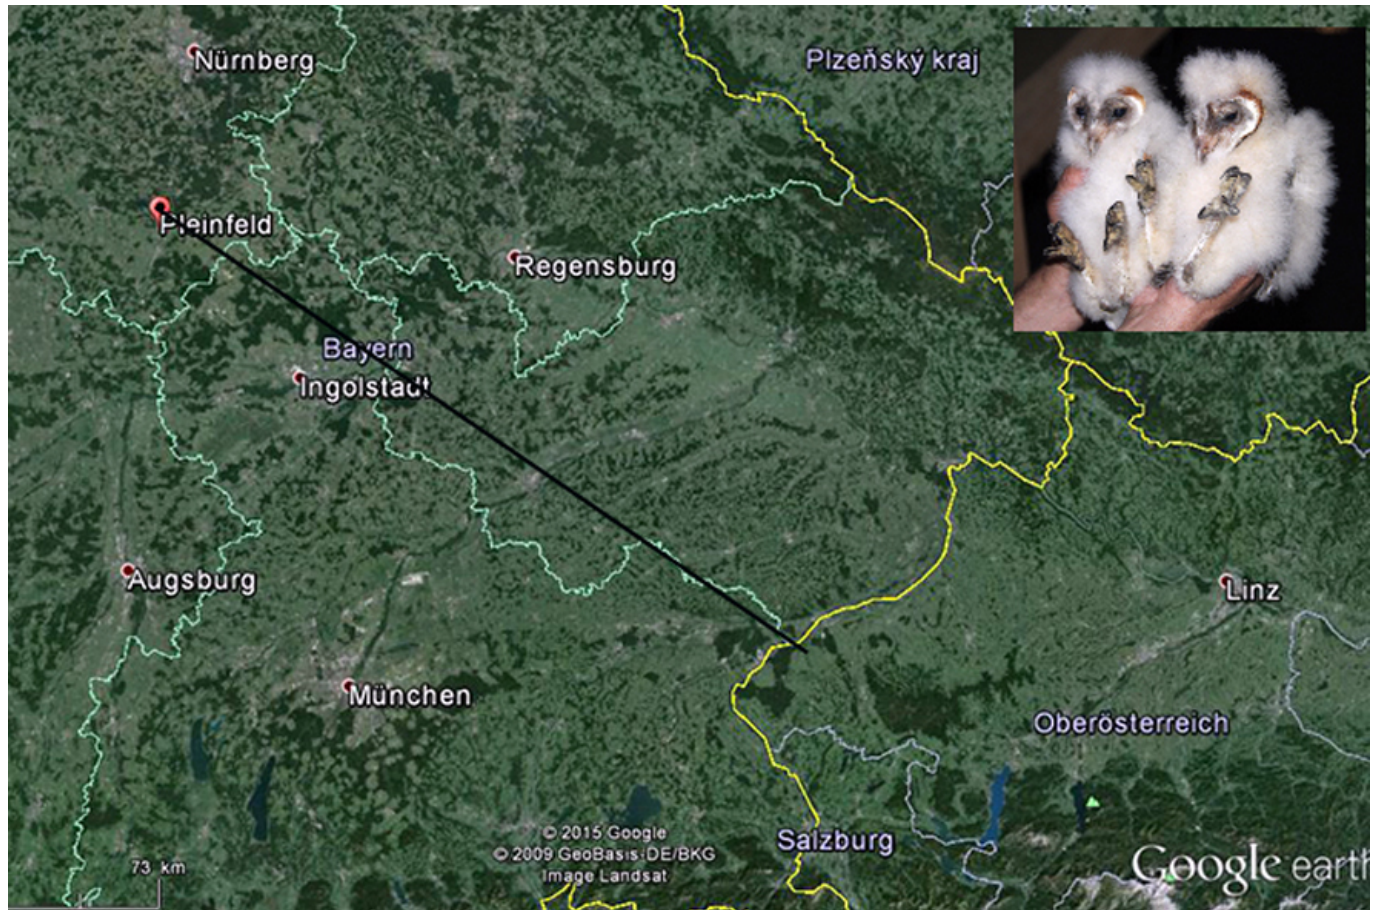 Nürnberg
Plzeňský kraj
Pleinfeld
Regensburg
Bayern
Ingolstadt
Augsburg
Linz
München
Oberösterreich
© 2015 Google
© 2009 GeoBasis-DE/BKG
Image Landsat
Salzburg
73 km
Google earth